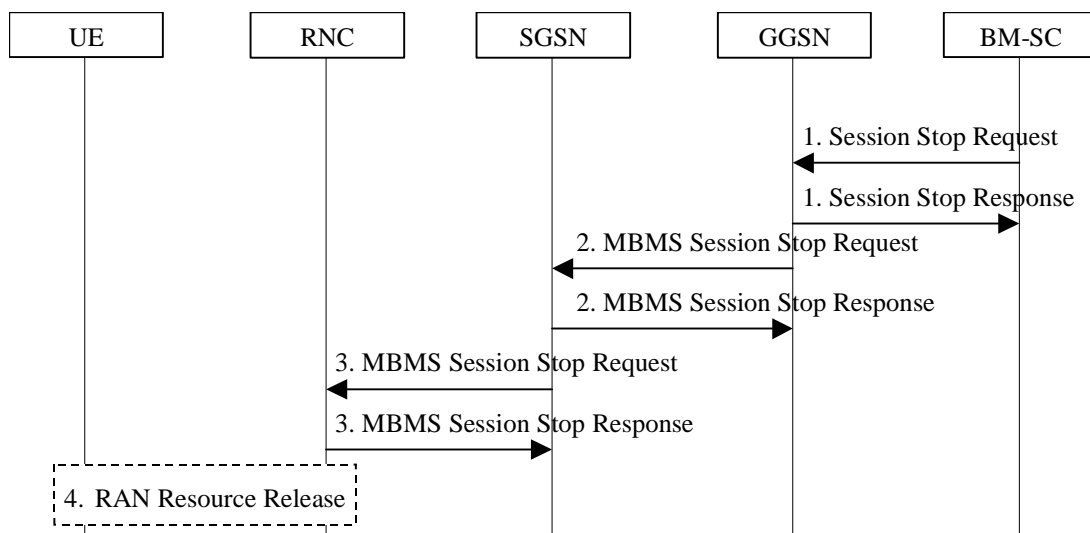 UE
RNC
SGSN
GGSN
BM-SC
1. Session Stop Request
1. Session Stop Response
2. MBMS Session Stop Request
2. MBMS Session Stop Response
3. MBMS Session Stop Request
3. MBMS Session Stop Response
4. RAN Resource Release